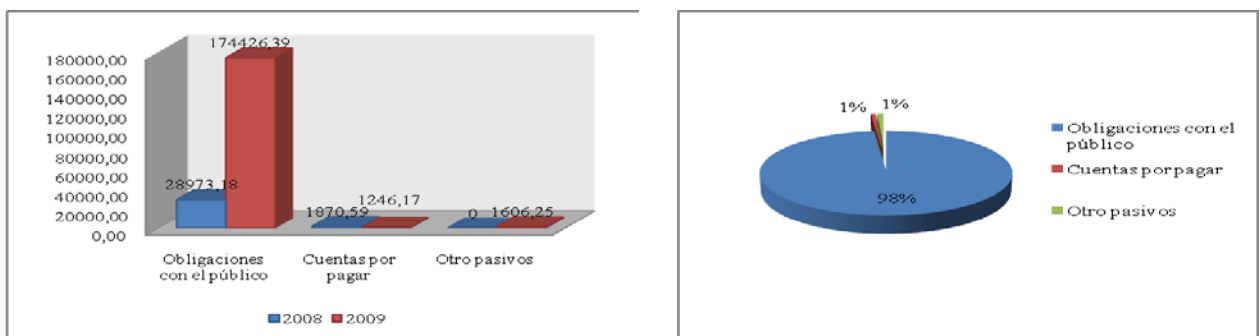 174426,39
180000,00
160000,00
140000,00
120000,00
100000,00
80000,00
60000,00
40000,00
20000,00
0,00
28973,18
1870,59
1246,17
0
1606,25
Obligaciones
con el público
Cuentas por
pagar
Otro pasivos
2008
2009
1%
1%
98%
Obligaciones con el
público
Cuentas por pagar
Otro pasivos